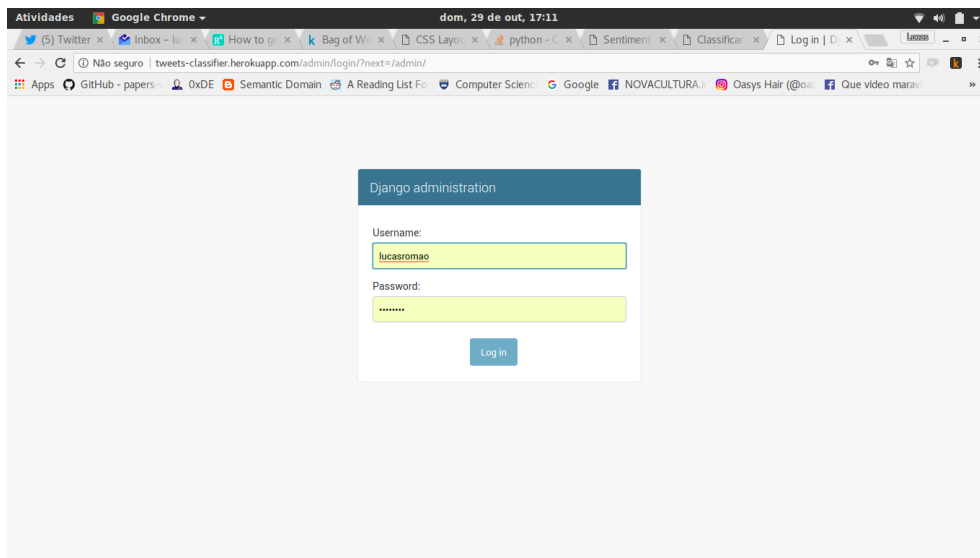 Atividades Google Chrome dom, 29 de out, 17:11
(5) Twitter Inbox – luc How to ge Bag of Wo CSS Layou python - C Sentiment Classificar Log in | D Lucas
Não seguro tweets-classifier.herokuapp.com/admin/login/?next=/admin/
Apps GitHub - papers- 0xDE Semantic Domain A Reading List Fo Computer Scienc Google NOVACULTURA.i Oasys Hair (@oas Que vídeo marav »
Django administration
Username:
lucasromao
Password:
••••••••
Log in